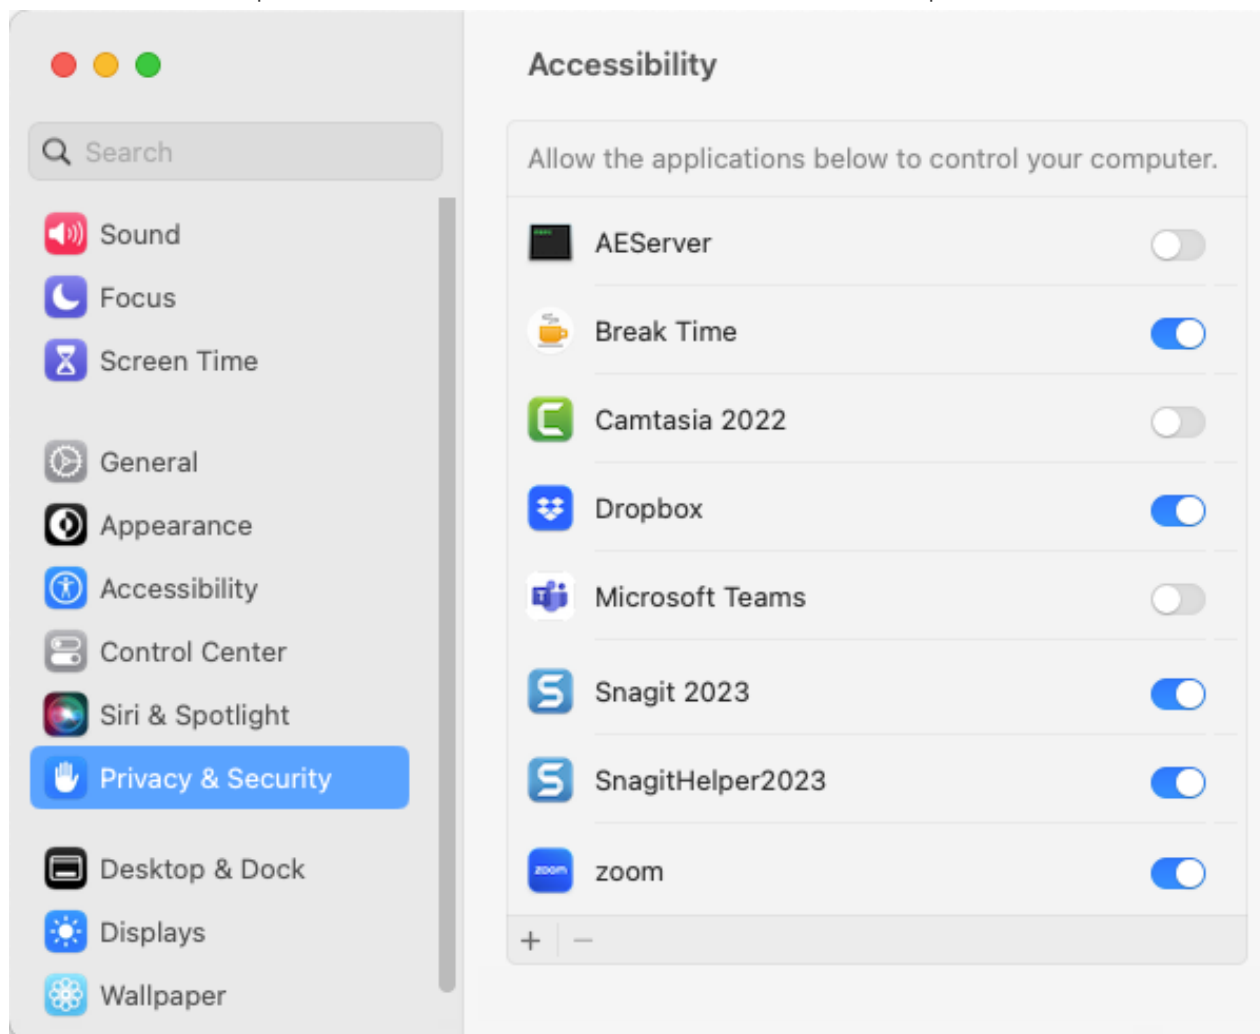 Accessibility
Search
Allow the applications below to control your computer.
Sound
Focus
Screen Time
General
Appearance
Accessibility
Control Center
Siri & Spotlight
Privacy & Security
Desktop & Dock
Displays
Wallpaper
AEServer
Break Time
Camtasia 2022
Dropbox
Microsoft Teams
Snagit 2023
SnagitHelper2023
zoom
zoom
+ −